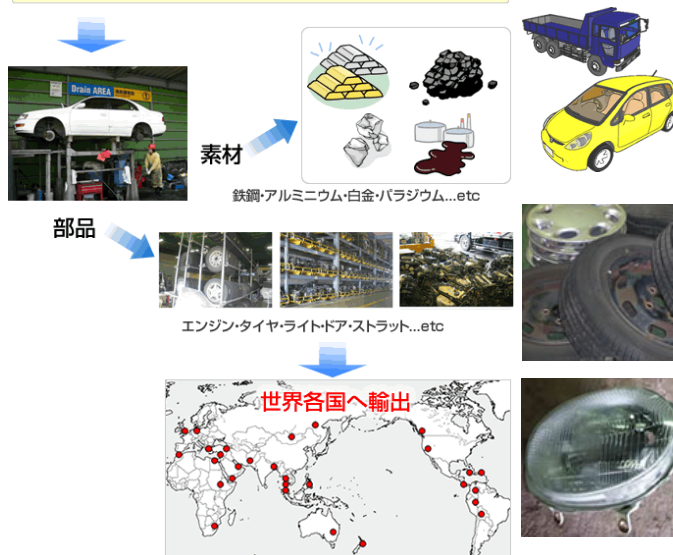 Drain AREA
素材
鉄鋼・アルミニウム・白金・パラジウム...etc
部品
エンジン・タイヤ・ライト・ドア・ストラット...etc
世界各国へ輸出